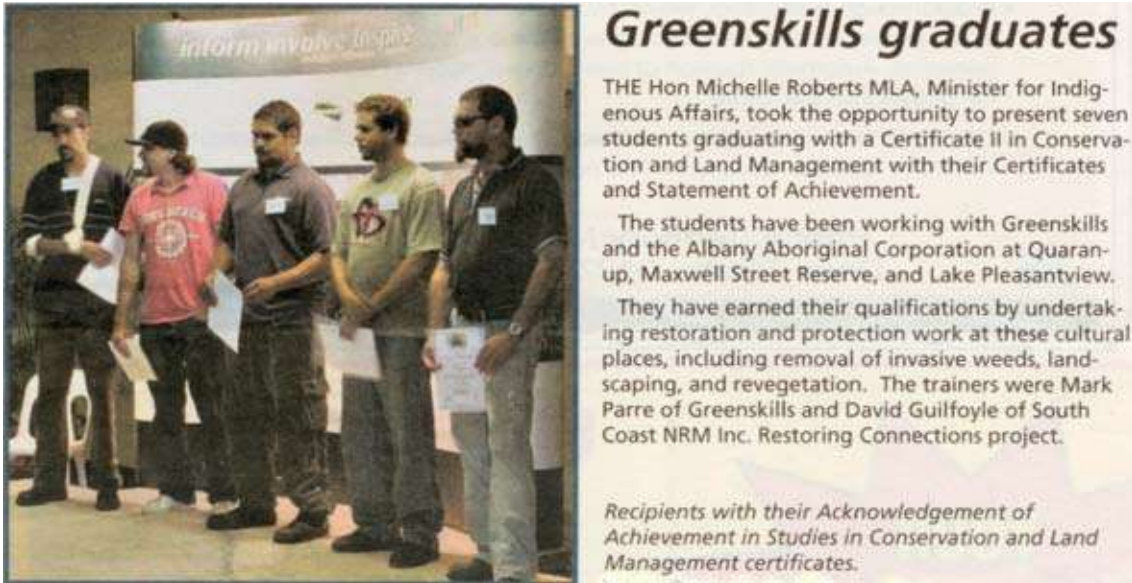 inform involve Inspire
Greenskills graduates
THE Hon Michelle Roberts MLA, Minister for Indig-
enous Affairs, took the opportunity to present seven
students graduating with a Certificate II in Conserva-
tion and Land Management with their Certificates
and Statement of Achievement.
The students have been working with Greenskills
and the Albany Aboriginal Corporation at Quaran-
up, Maxwell Street Reserve, and Lake Pleasantview.
They have earned their qualifications by undertak-
ing restoration and protection work at these cultural
places, including removal of invasive weeds, land-
scaping, and revegetation. The trainers were Mark
Parre of Greenskills and David Guilfoyle of South
Coast NRM Inc. Restoring Connections project.
Recipients with their Acknowledgement of
Achievement in Studies in Conservation and Land
Management certificates.